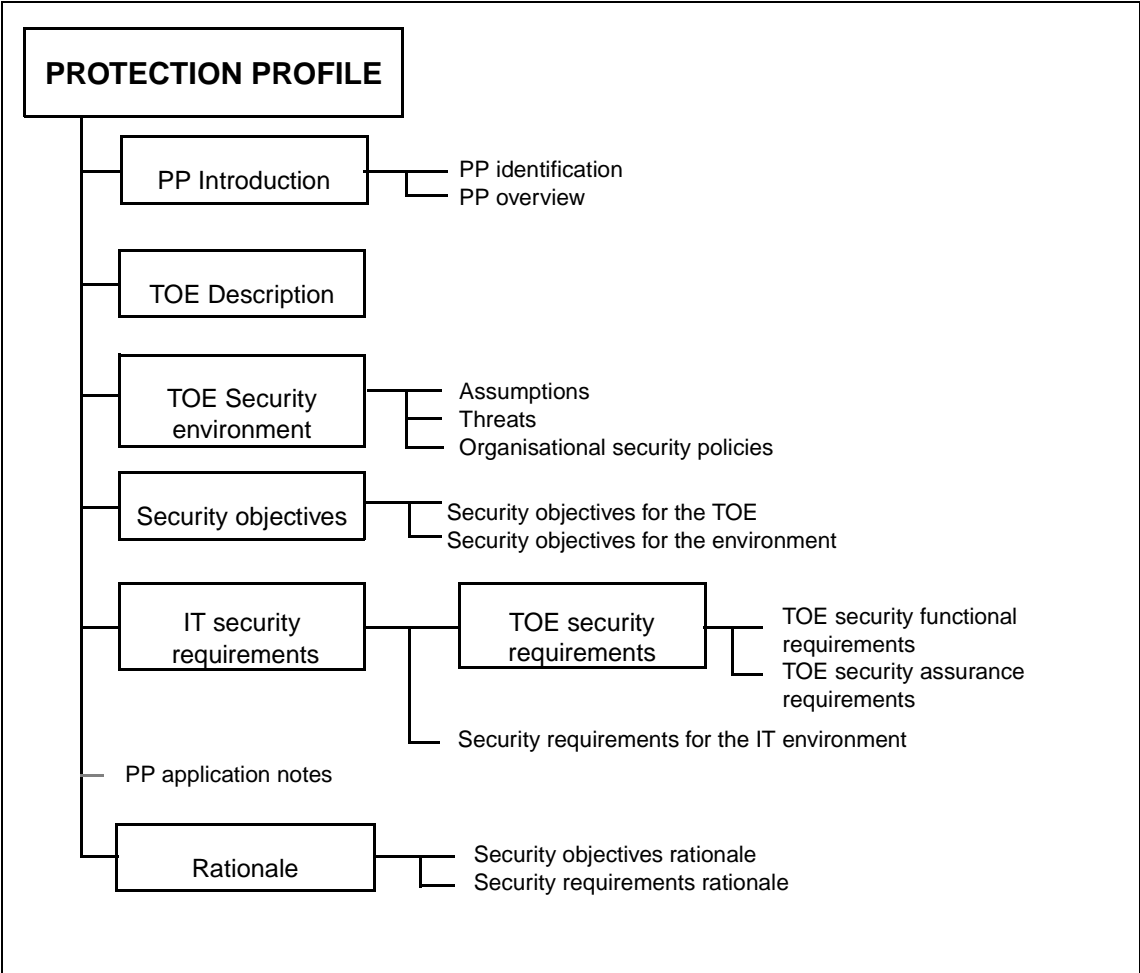 PROTECTION PROFILE
PP Introduction
PP identification
PP overview
TOE Description
TOE Security
environment
Assumptions
Threats
Organisational security policies
Security objectives
Security objectives for the TOE
Security objectives for the environment
IT security
requirements
TOE security
requirements
TOE security functional
requirements
TOE security assurance
requirements
Security requirements for the IT environment
PP application notes
Rationale
Security objectives rationale
Security requirements rationale